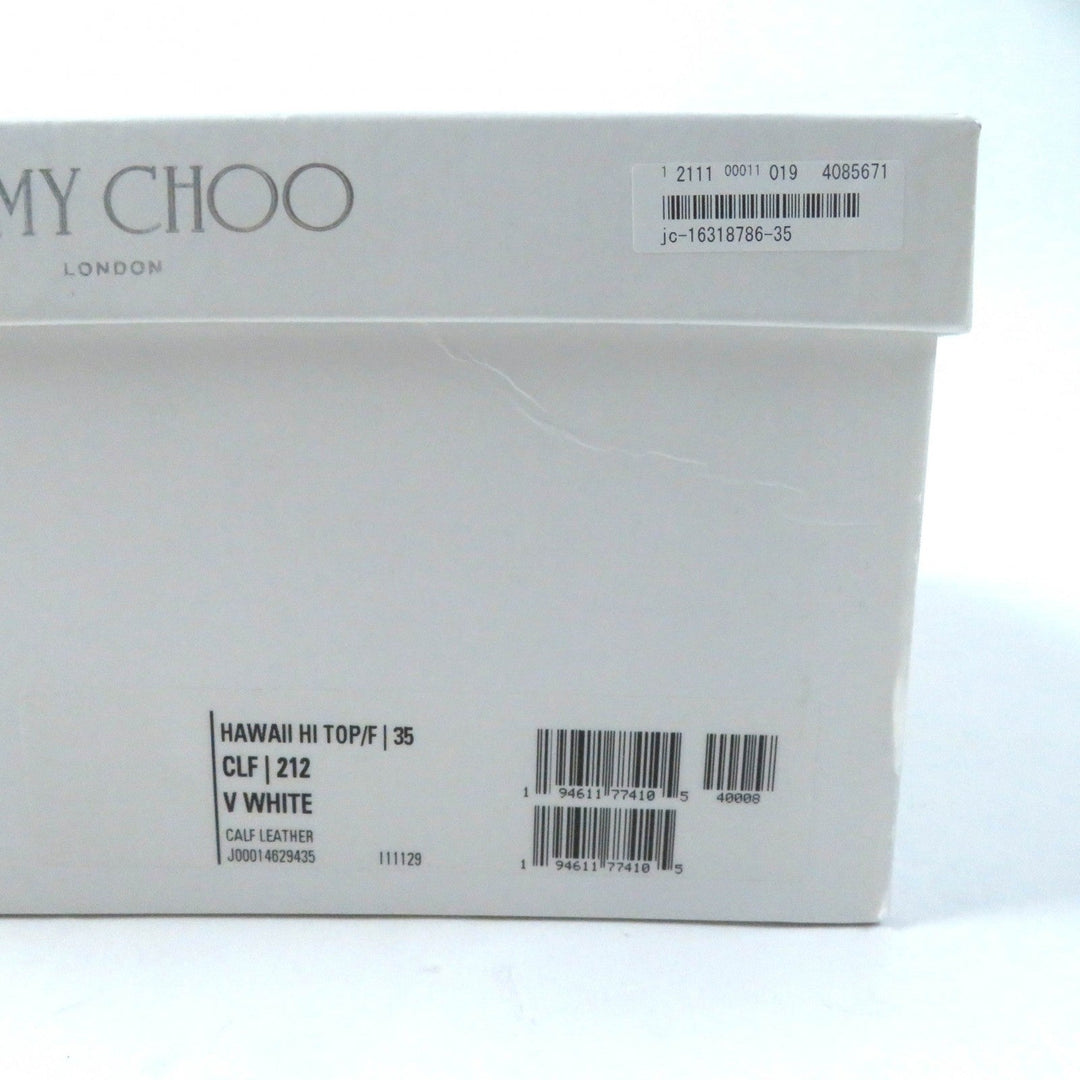 MY CHOO
LONDON
1 2111 00011 019 4085671
jc-16318786-35
HAWAII HI TOP/F | 35
CLF | 212
V WHITE
CALF LEATHER
J00014629435 I11129
1 94611 77410 5 40008
1 94611 77410 5